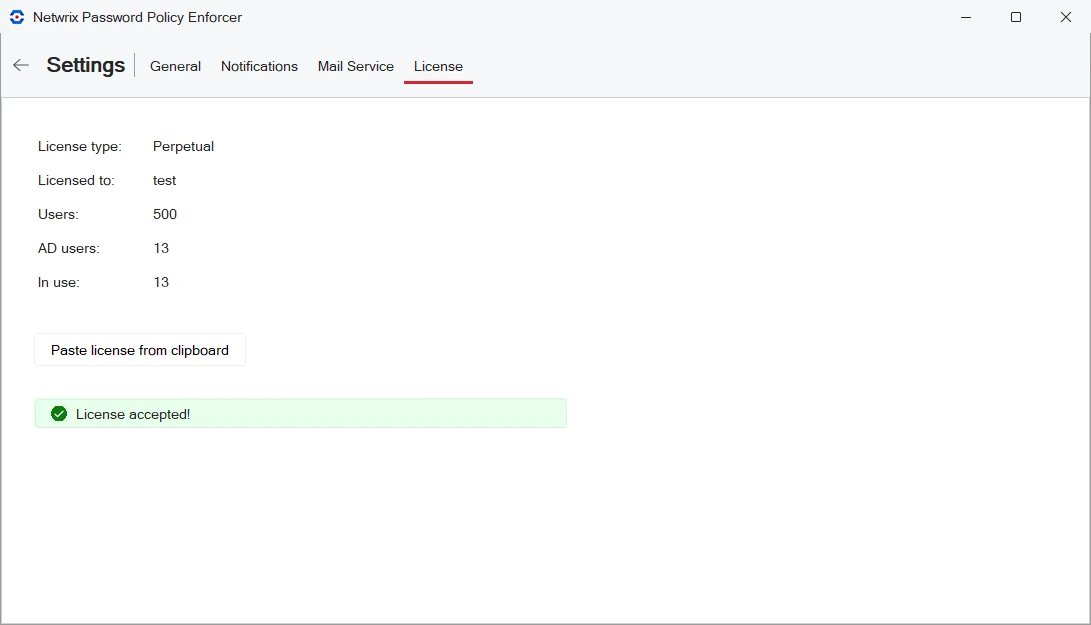 Netwrix Password Policy Enforcer
Settings General Notifications Mail Service License
License type: Perpetual
Licensed to: test
Users: 500
AD users: 13
In use: 13
Paste license from clipboard
License accepted!